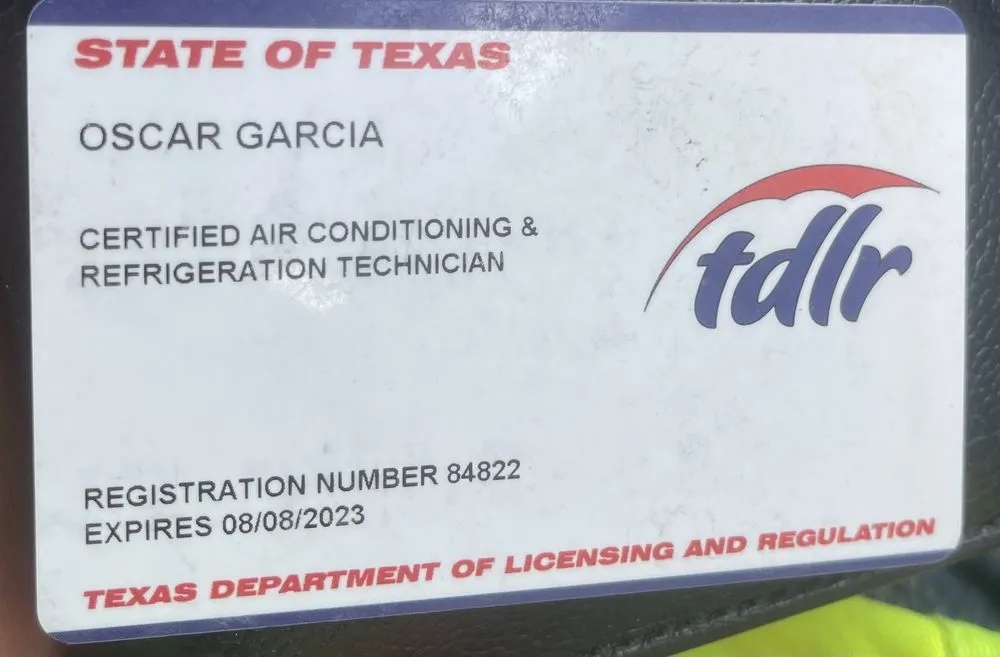 STATE OF TEXAS
OSCAR GARCIA
CERTIFIED AIR CONDITIONING &
REFRIGERATION TECHNICIAN
tdlr
REGISTRATION NUMBER 84822
EXPIRES 08/08/2023
TEXAS DEPARTMENT OF LICENSING AND REGULATION